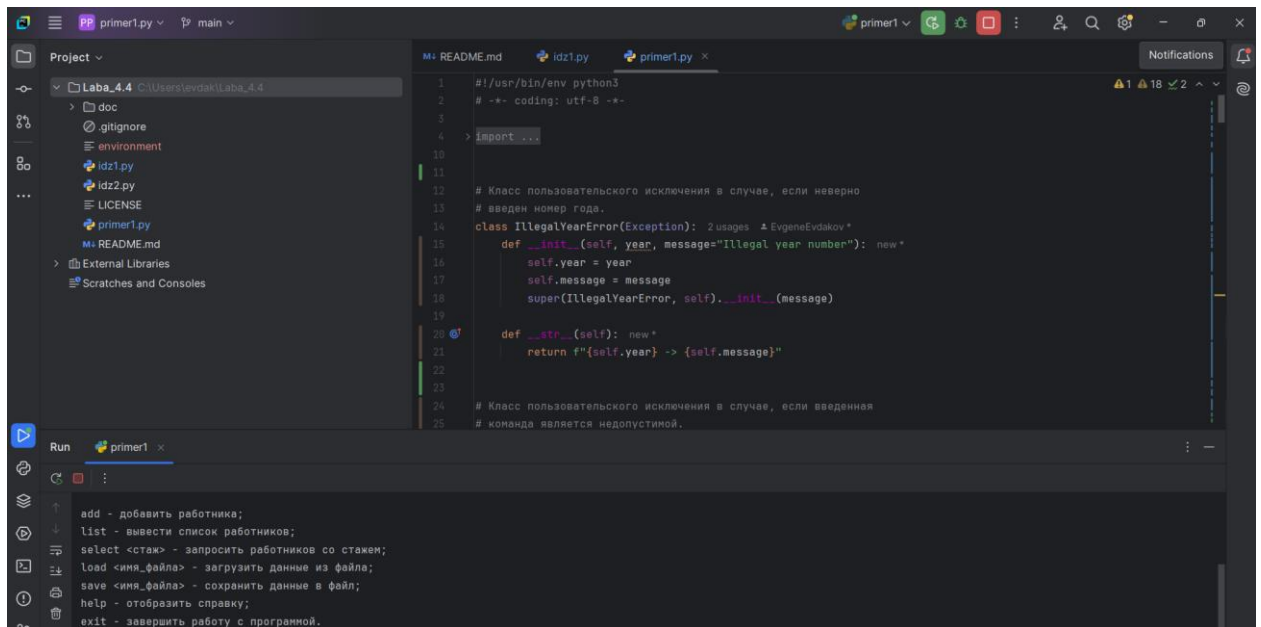 PP primer1.py main primer1
Project
README.md idz1.py primer1.py
Notifications
Laba_4.4 C:\Users\evdak\Laba_4.4
doc
.gitignore
environment
idz1.py
idz2.py
LICENSE
primer1.py
M↓ README.md
External Libraries
Scratches and Consoles
1 #!/usr/bin/env python3
2 # -*- coding: utf-8 -*-
3
4 import ...
10
11
12 # Класс пользовательского исключения в случае, если неверно
13 # введен номер года.
14 class IllegalYearError(Exception): 2 usages EvgeneEvdakov *
15 def __init__(self, year, message="Illegal year number"): new *
16 self.year = year
17 self.message = message
18 super(IllegalYearError, self).__init__(message)
19
20 def __str__(self): new *
21 return f"{self.year} -> {self.message}"
22
23
24 # Класс пользовательского исключения в случае, если введенная
25 # команда является недопустимой.
1 18 2
Run primer1
add - добавить работника;
list - вывести список работников;
select <стаж> - запросить работников со стажем;
load <имя_файла> - загрузить данные из файла;
save <имя_файла> - сохранить данные в файл;
help - отобразить справку;
exit - завершить работу с программой.